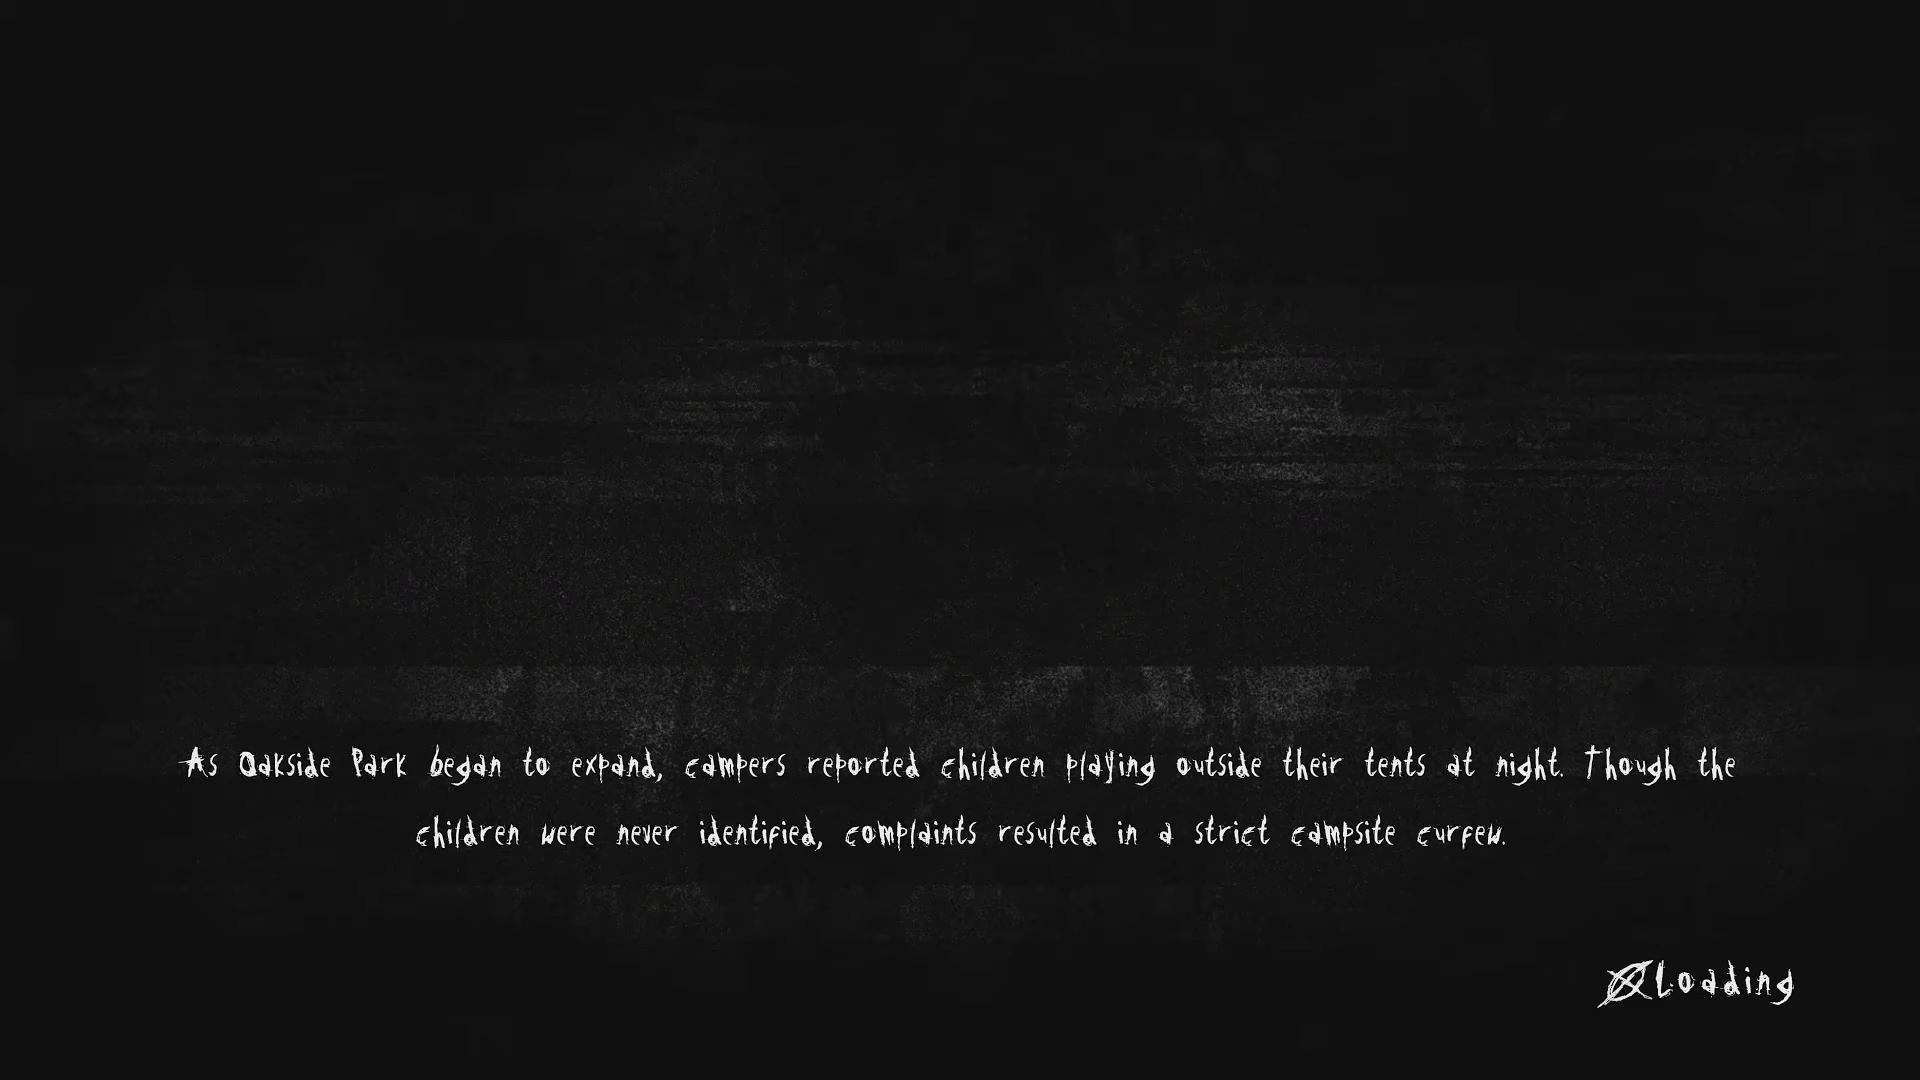 As Oakside Park began to expand, campers reported children playing outside their tents at night. Though the
children were never identified, complaints resulted in a strict campsite curfew.
Loading